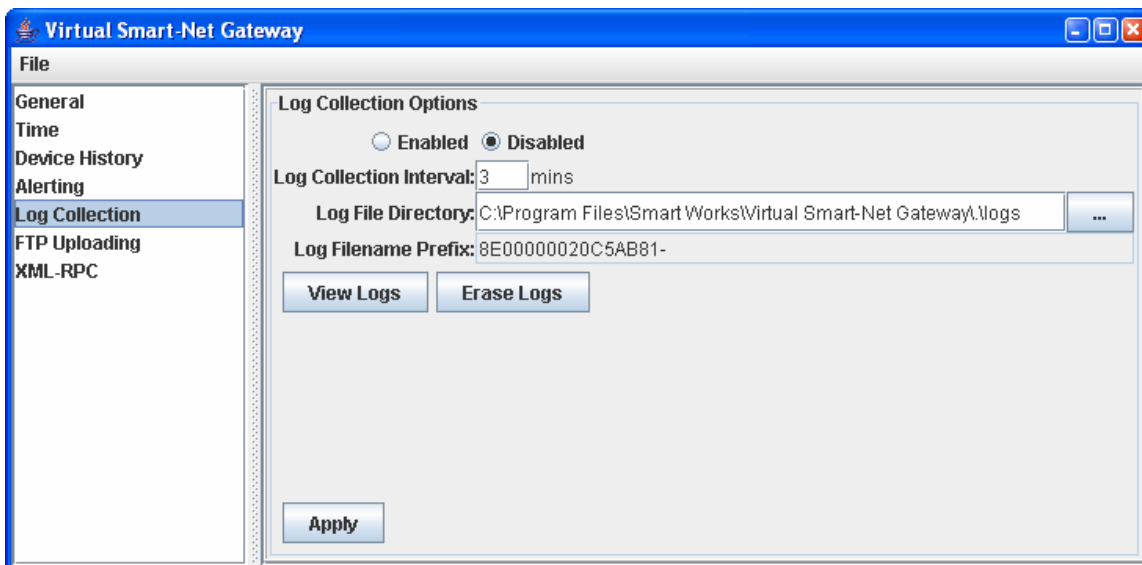 Virtual Smart-Net Gateway
File
General
Time
Device History
Alerting
Log Collection
FTP Uploading
XML-RPC
Log Collection Options
Enabled Disabled
Log Collection Interval: 3 mins
Log File Directory: C:\Program Files\Smart Works\Virtual Smart-Net Gateway\.\logs ...
Log Filename Prefix: 8E00000020C5AB81-
View Logs Erase Logs
Apply